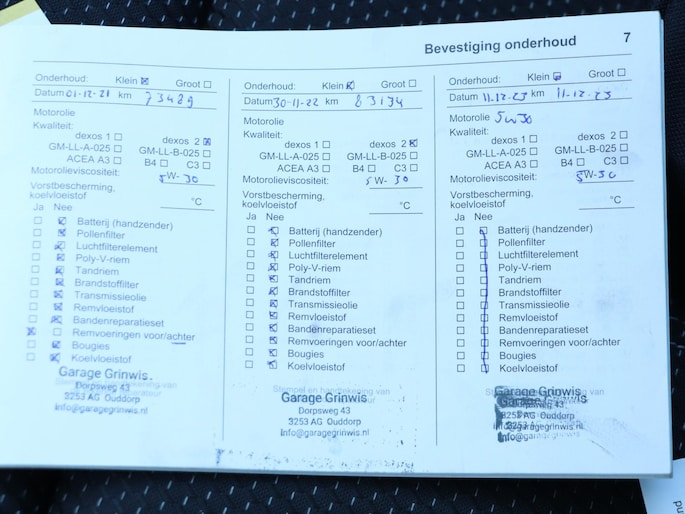 Bevestiging onderhoud 7
Onderhoud: Klein ☒ Groot ☐
Datum 01-12-21 km 73489
Motorolie
Kwaliteit:
dexos 1 ☐ dexos 2 ☒
GM-LL-A-025 ☐ GM-LL-B-025 ☐
ACEA A3 ☐ B4 ☐ C3 ☐
Motorolieviscositeit: 5W-30
Vorstbescherming,
koelvloeistof °C
Ja Nee
☐ ☒ Batterij (handzender)
☐ ☒ Pollenfilter
☐ ☒ Luchtfilterelement
☐ ☒ Poly-V-riem
☐ ☒ Tandriem
☐ ☒ Brandstoffilter
☐ ☒ Transmissieolie
☐ ☒ Remvloeistof
☐ ☒ Bandenreparatieset
☒ ☐ Remvoeringen voor/achter
☐ ☒ Bougies
☐ ☒ Koelvloeistof
Garage Grinwis
Dorpsweg 43
3253 AG Ouddorp
info@garagegrinwis.nl
Onderhoud: Klein ☒ Groot ☐
Datum 30-11-22 km 83134
Motorolie
Kwaliteit:
dexos 1 ☐ dexos 2 ☒
GM-LL-A-025 ☐ GM-LL-B-025 ☐
ACEA A3 ☐ B4 ☐ C3 ☐
Motorolieviscositeit: 5W-30
Vorstbescherming,
koelvloeistof °C
Ja Nee
☐ ☒ Batterij (handzender)
☐ ☒ Pollenfilter
☐ ☒ Luchtfilterelement
☐ ☒ Poly-V-riem
☐ ☒ Tandriem
☐ ☒ Brandstoffilter
☐ ☒ Transmissieolie
☐ ☒ Remvloeistof
☐ ☒ Bandenreparatieset
☐ ☒ Remvoeringen voor/achter
☐ ☒ Bougies
☐ ☒ Koelvloeistof
Stempel en handtekening van
Garage Grinwis
Dorpsweg 43
3253 AG Ouddorp
info@garagegrinwis.nl
Onderhoud: Klein ☒ Groot ☐
Datum 11-12-23 km 11-12-23
Motorolie 5W30
Kwaliteit:
dexos 1 ☐ dexos 2 ☐
GM-LL-A-025 ☐ GM-LL-B-025 ☐
ACEA A3 ☐ B4 ☐ C3 ☐
Motorolieviscositeit: 5W-30
Vorstbescherming,
koelvloeistof °C
Ja Nee
☐ ☒ Batterij (handzender)
☐ ☐ Pollenfilter
☐ ☐ Luchtfilterelement
☐ ☐ Poly-V-riem
☐ ☐ Tandriem
☐ ☐ Brandstoffilter
☐ ☐ Transmissieolie
☐ ☐ Remvloeistof
☐ ☐ Bandenreparatieset
☐ ☐ Remvoeringen voor/achter
☐ ☐ Bougies
☐ ☐ Koelvloeistof
Garage Grinwis
3253 AG Ouddorp
info@garagegrinwis.nl